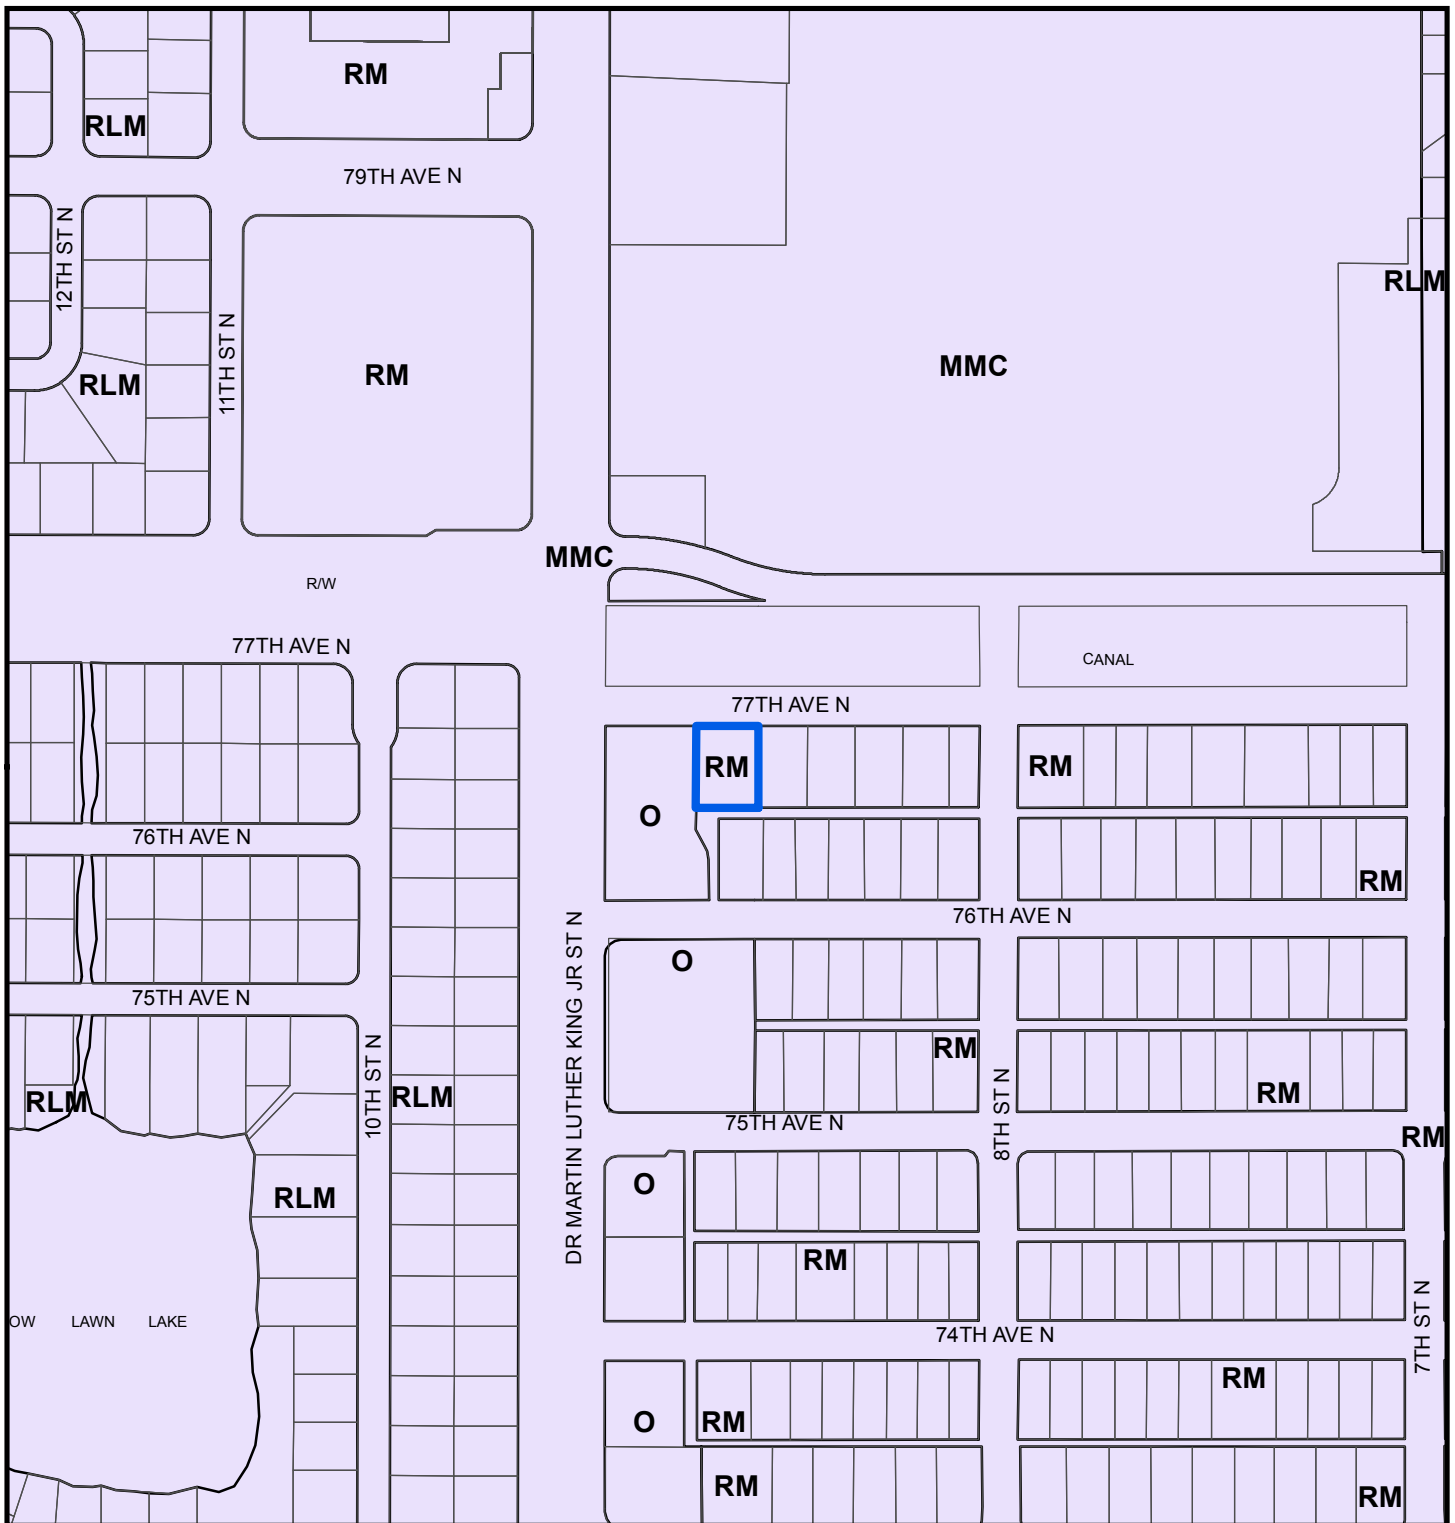 RM
RLM
79TH AVE N
12TH ST N
RLM
11TH ST N
RM
MMC
RLM
MMC
R/W
77TH AVE N
CANAL
77TH AVE N
RM
RM
O
76TH AVE N
RM
76TH AVE N
O
DR MARTIN LUTHER KING JR ST N
75TH AVE N
10TH ST N
RM
8TH ST N
RLM
RLM
RM
75TH AVE N
RM
O
RLM
RM
OW LAWN LAKE
74TH AVE N
7TH ST N
RM
O
RM
RM
RM